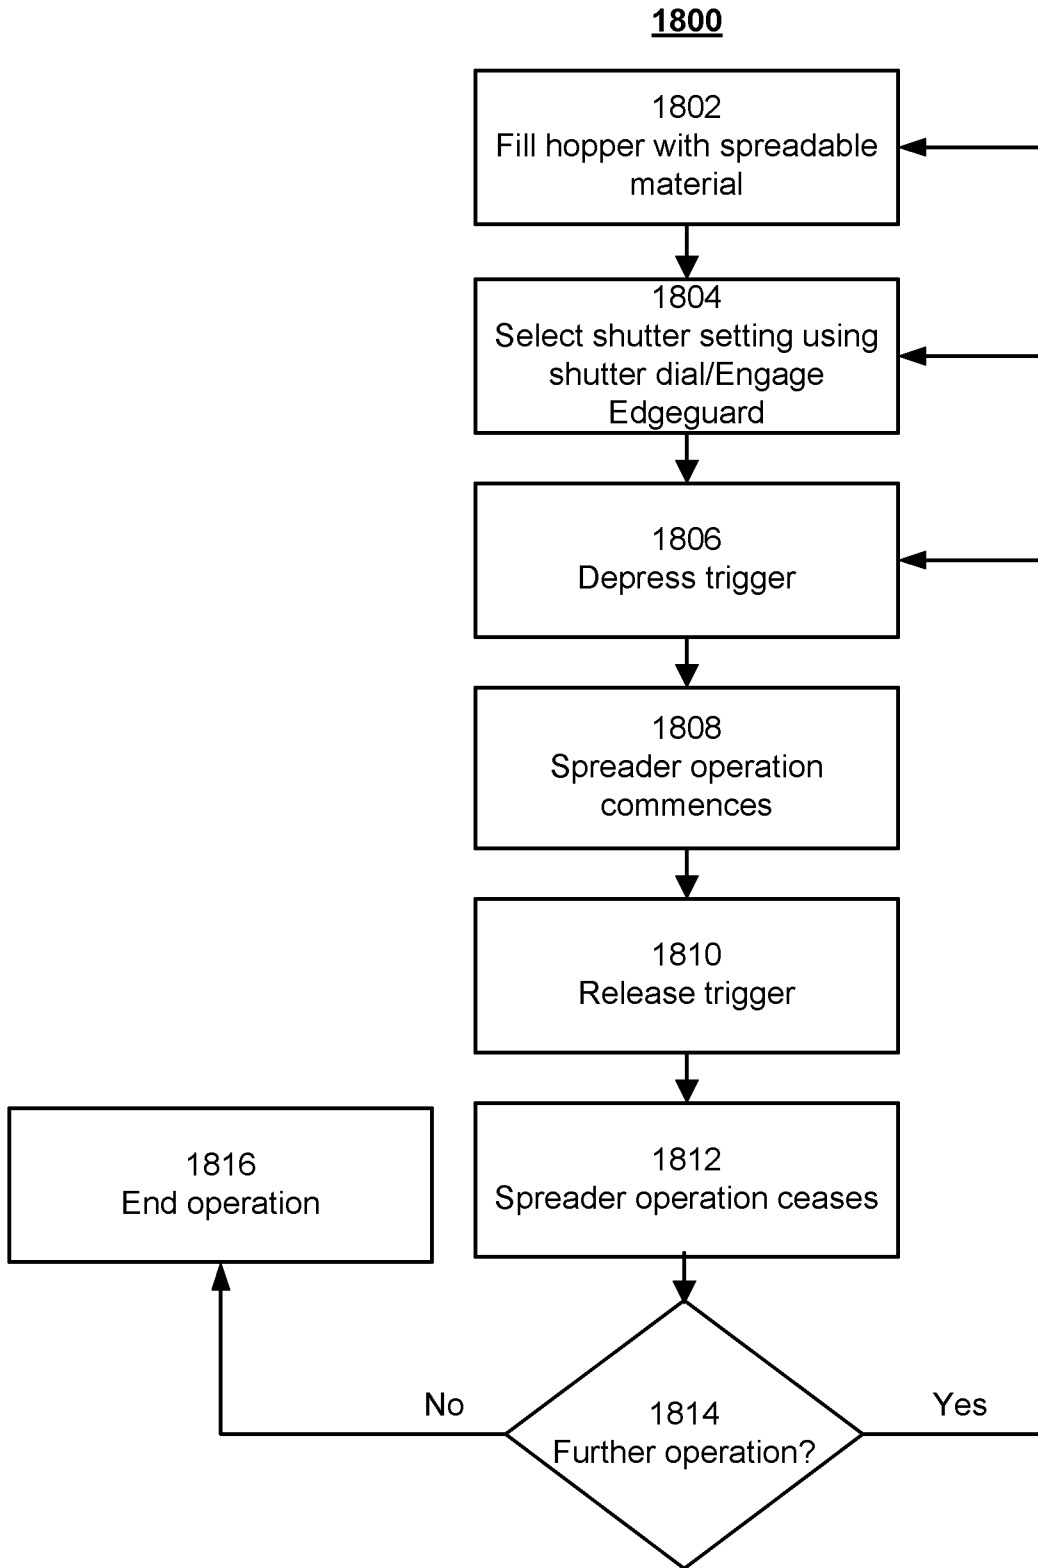 1800
1802
Fill hopper with spreadable
material
1804
Select shutter setting using
shutter dial/Engage
Edgeguard
1806
Depress trigger
1808
Spreader operation
commences
1810
Release trigger
1816
End operation
1812
Spreader operation ceases
No
1814
Further operation?
Yes